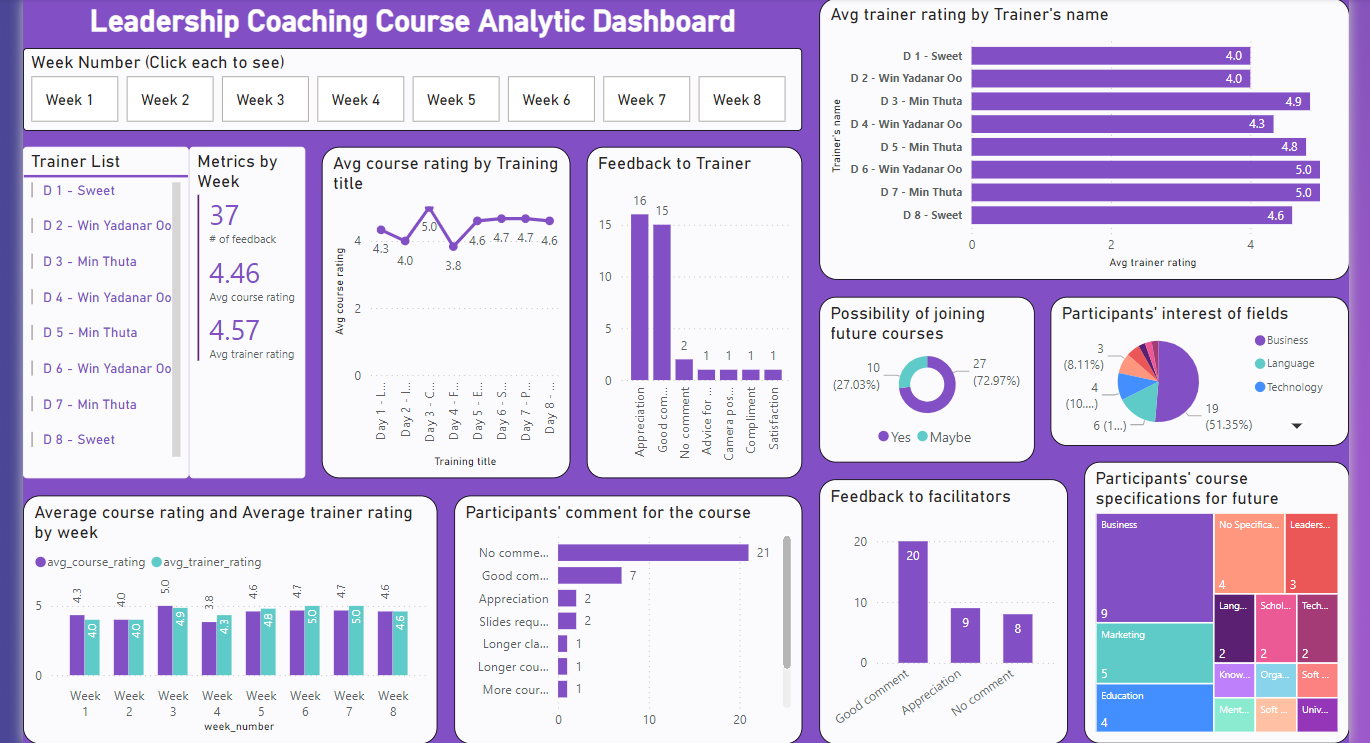 Leadership Coaching Course Analytic Dashboard
Week Number (Click each to see)
Week 1
Week 2
Week 3
Week 4
Week 5
Week 6
Week 7
Week 8
Trainer List
D 1 - Sweet
D 2 - Win Yadanar Oo
D 3 - Min Thuta
D 4 - Win Yadanar Oo
D 5 - Min Thuta
D 6 - Win Yadanar Oo
D 7 - Min Thuta
D 8 - Sweet
Metrics by
Week
37
# of feedback
4.46
Avg course rating
4.57
Avg trainer rating
Avg course rating by Training
title
Avg course rating
4
2
0
4.3
4.0
5.0
3.8
4.6
4.7
4.7
4.6
Day 1 - L...
Day 2 - I...
Day 3 - C...
Day 4 - F...
Day 5 - E...
Day 6 - S...
Day 7 - P...
Day 8 - ...
Training title
Feedback to Trainer
15
10
5
0
16
15
2
1
1
1
1
Appreciation
Good com...
No comment
Advice for ...
Camera pos...
Compliment
Satisfaction
Avg trainer rating by Trainer's name
Trainer's name
D 1 - Sweet
4.0
D 2 - Win Yadanar Oo
4.0
D 3 - Min Thuta
4.9
D 4 - Win Yadanar Oo
4.3
D 5 - Min Thuta
4.8
D 6 - Win Yadanar Oo
5.0
D 7 - Min Thuta
5.0
D 8 - Sweet
4.6
0
2
4
Avg trainer rating
Possibility of joining
future courses
10
(27.03%)
27
(72.97%)
Yes
Maybe
Participants' interest of fields
3
(8.11%)
4
(10....)
6 (1...)
19
(51.35%)
Business
Language
Technology
Average course rating and Average trainer rating
by week
avg_course_rating
avg_trainer_rating
5
0
4.3
4.0
4.0
4.0
5.0
4.9
3.8
4.3
4.6
4.8
4.7
5.0
4.7
5.0
4.6
4.6
Week
1
Week
2
Week
3
Week
4
Week
5
Week
6
Week
7
Week
8
week_number
Participants' comment for the course
No comme...
21
Good com...
7
Appreciation
2
Slides requ...
2
Longer cla...
1
Longer cou...
1
More cour...
1
0
10
20
Feedback to facilitators
20
10
0
20
9
8
Good comment
Appreciation
No comment
Participants' course
specifications for future
Business
9
Marketing
5
Education
4
No Specifica...
4
Leaders...
3
Lang...
2
Schol...
2
Tech...
2
Know...
Orga...
Soft ...
Ment...
Soft ...
Univ...